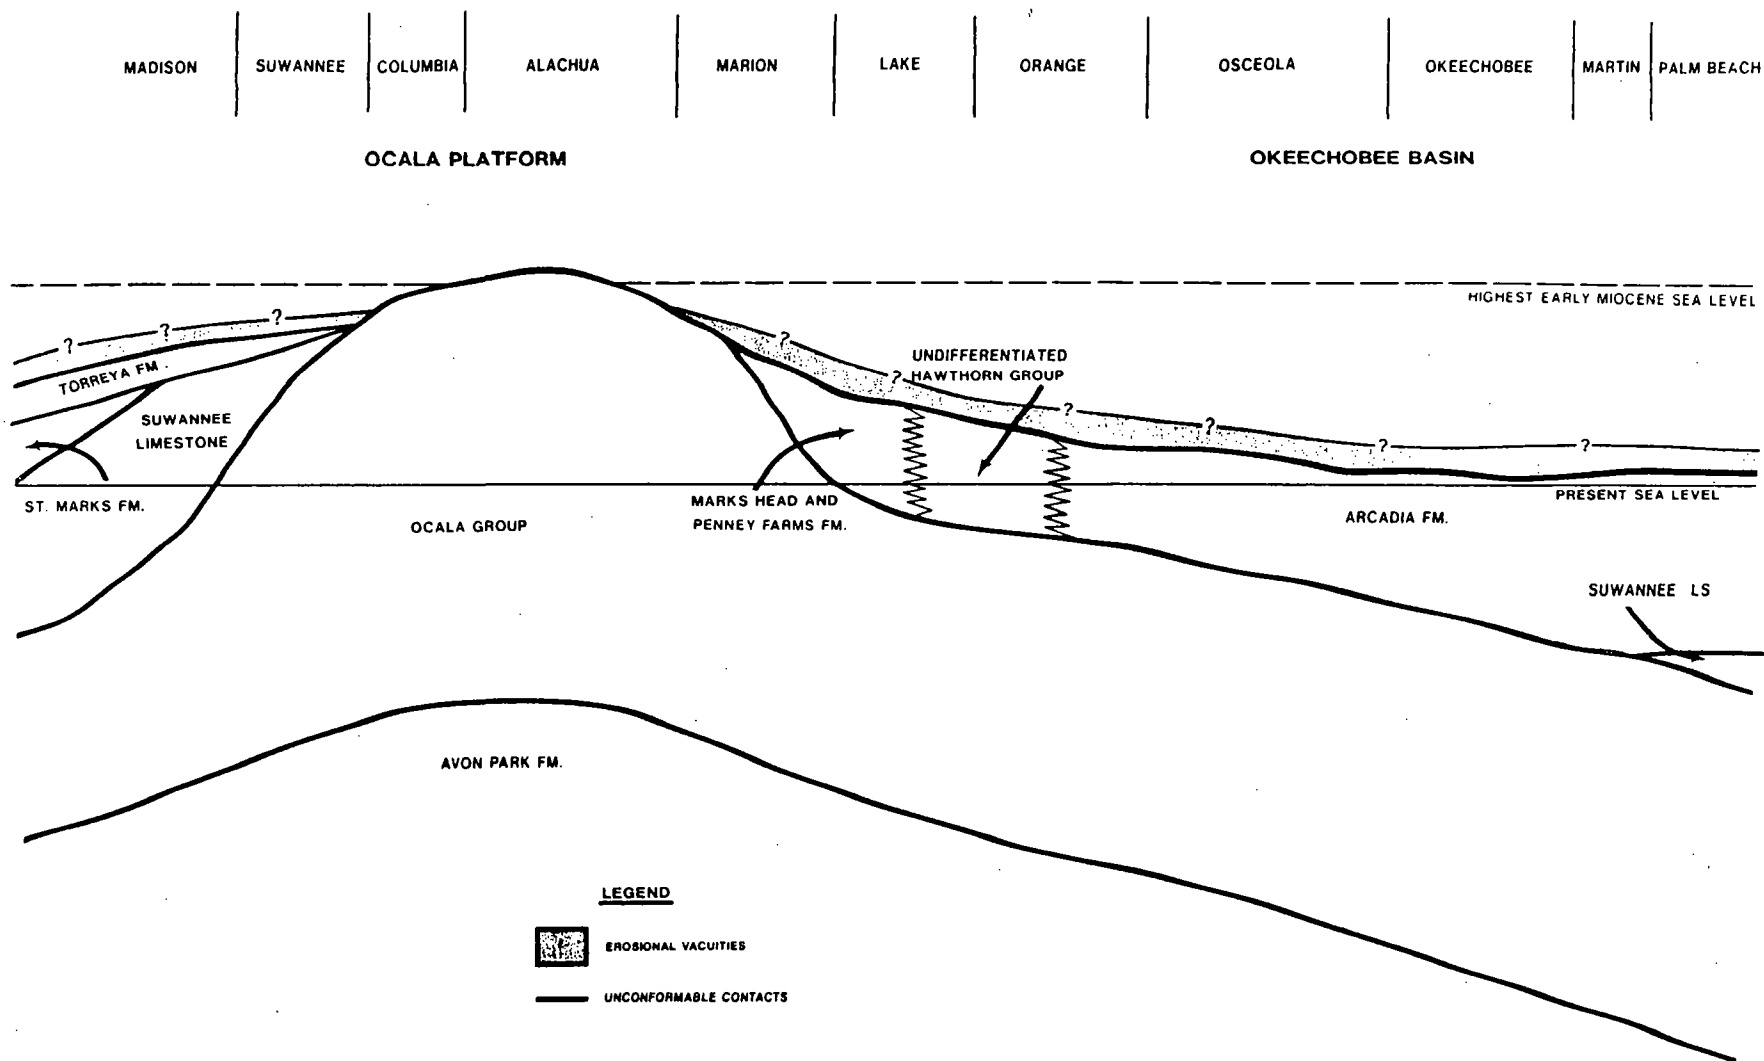 MADISON
SUWANNEE
COLUMBIA
ALACHUA
MARION
LAKE
ORANGE
OSCEOLA
OKEECHOBEE
MARTIN
PALM BEACH
OCALA PLATFORM
OKEECHOBEE BASIN
HIGHEST EARLY MIOCENE SEA LEVEL
? ? ?
? ? ? ? ? ?
TORREYA FM.
UNDIFFERENTIATED
HAWTHORN GROUP
SUWANNEE
LIMESTONE
ST. MARKS FM.
OCALA GROUP
MARKS HEAD AND
PENNEY FARMS FM.
PRESENT SEA LEVEL
ARCADIA FM.
SUWANNEE LS
AVON PARK FM.
LEGEND
EROSIONAL VACUITIES
UNCONFORMABLE CONTACTS